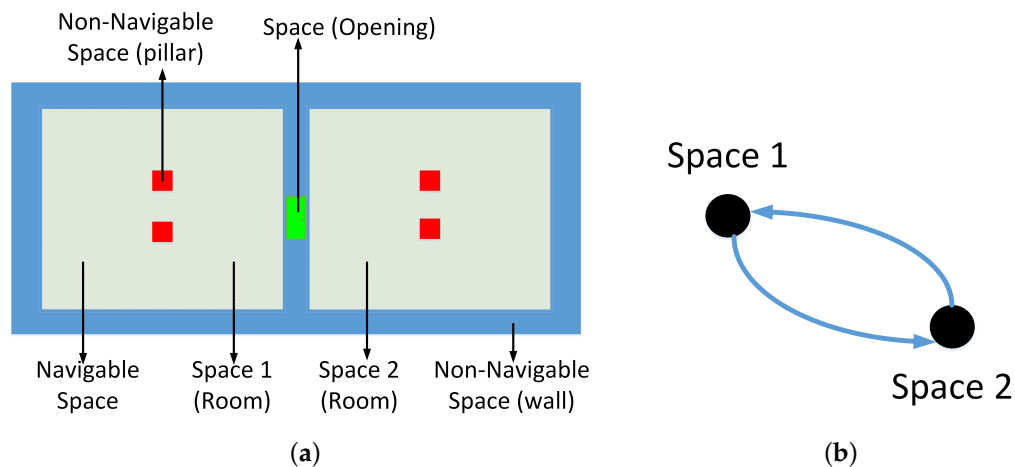 Non-Navigable
Space (pillar)
Space (Opening)
Navigable
Space
Space 1
(Room)
Space 2
(Room)
Non-Navigable
Space (wall)
(a)
Space 1
Space 2
(b)